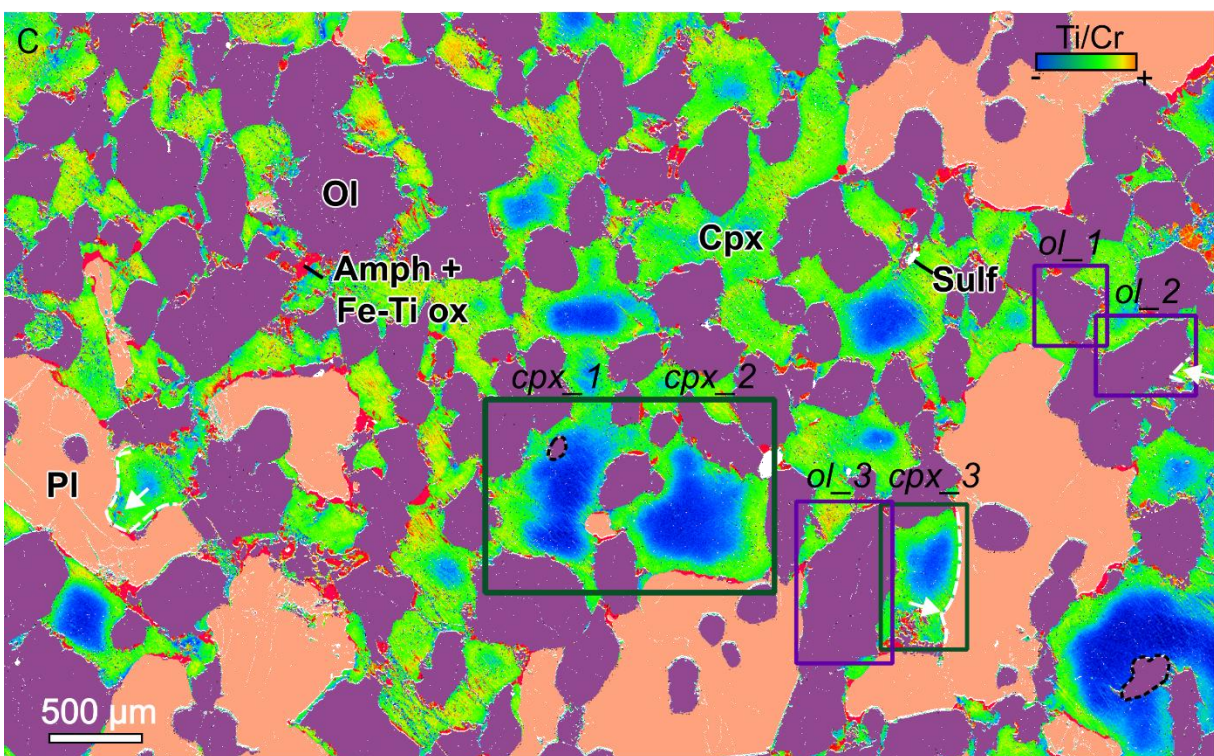 C
Ti/Cr
- +
Ol
Cpx
Amph +
Fe-Ti ox
Sulf
ol_1
ol_2
cpx_1
cpx_2
ol_3
cpx_3
Pl
500 µm